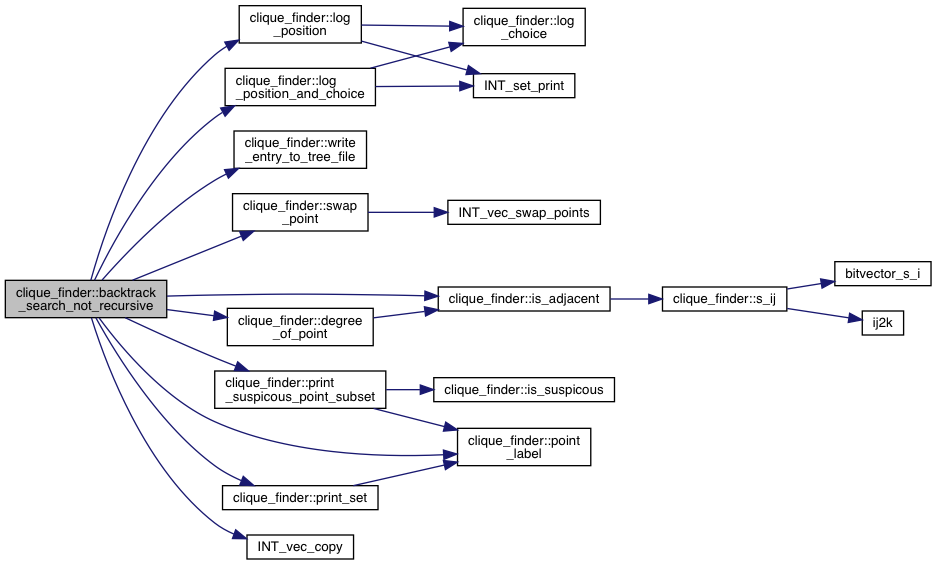 clique_finder::backtrack
_search_not_recursive
clique_finder::log
_position
clique_finder::log
_choice
INT_set_print
clique_finder::log
_position_and_choice
clique_finder::write
_entry_to_tree_file
clique_finder::swap
_point
INT_vec_swap_points
clique_finder::is_adjacent
clique_finder::s_ij
bitvector_s_i
ij2k
clique_finder::degree
_of_point
clique_finder::print
_suspicous_point_subset
clique_finder::is_suspicous
clique_finder::point
_label
clique_finder::print_set
INT_vec_copy